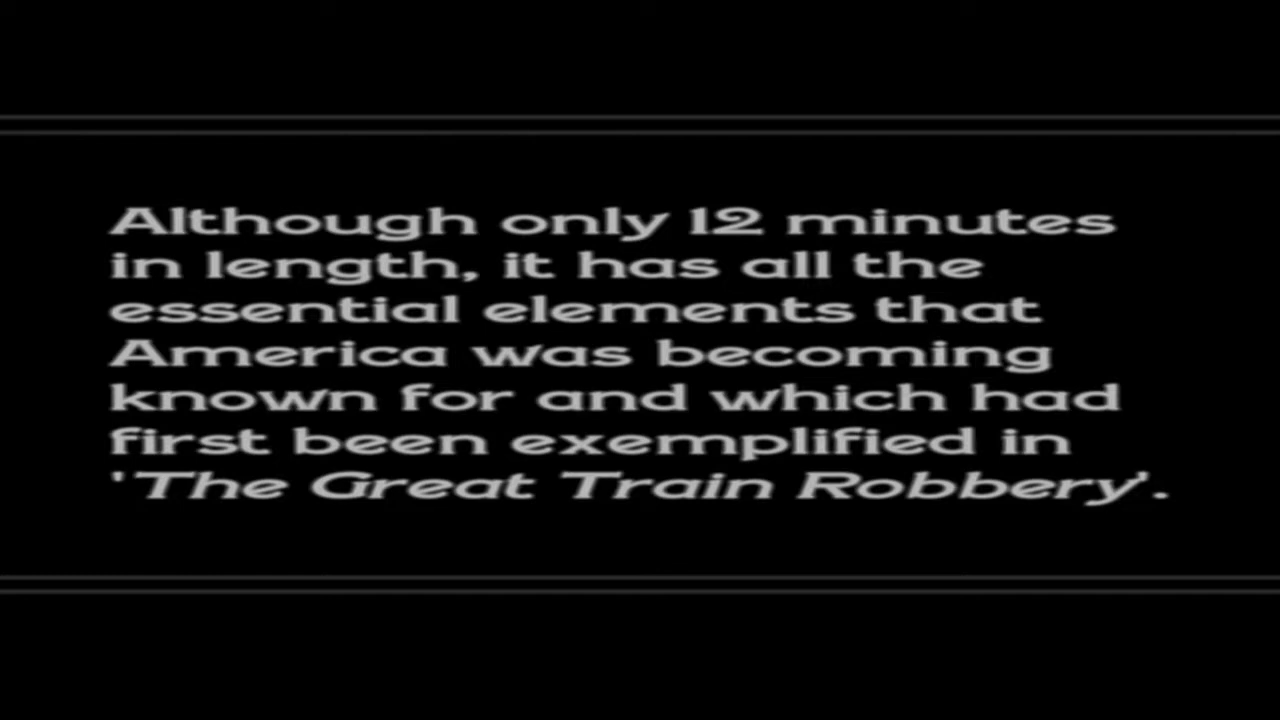 Although only 12 minutes
in length, it has all the
essential elements that
America was becoming
known for and which had
first been exemplified in
'The Great Train Robbery'.